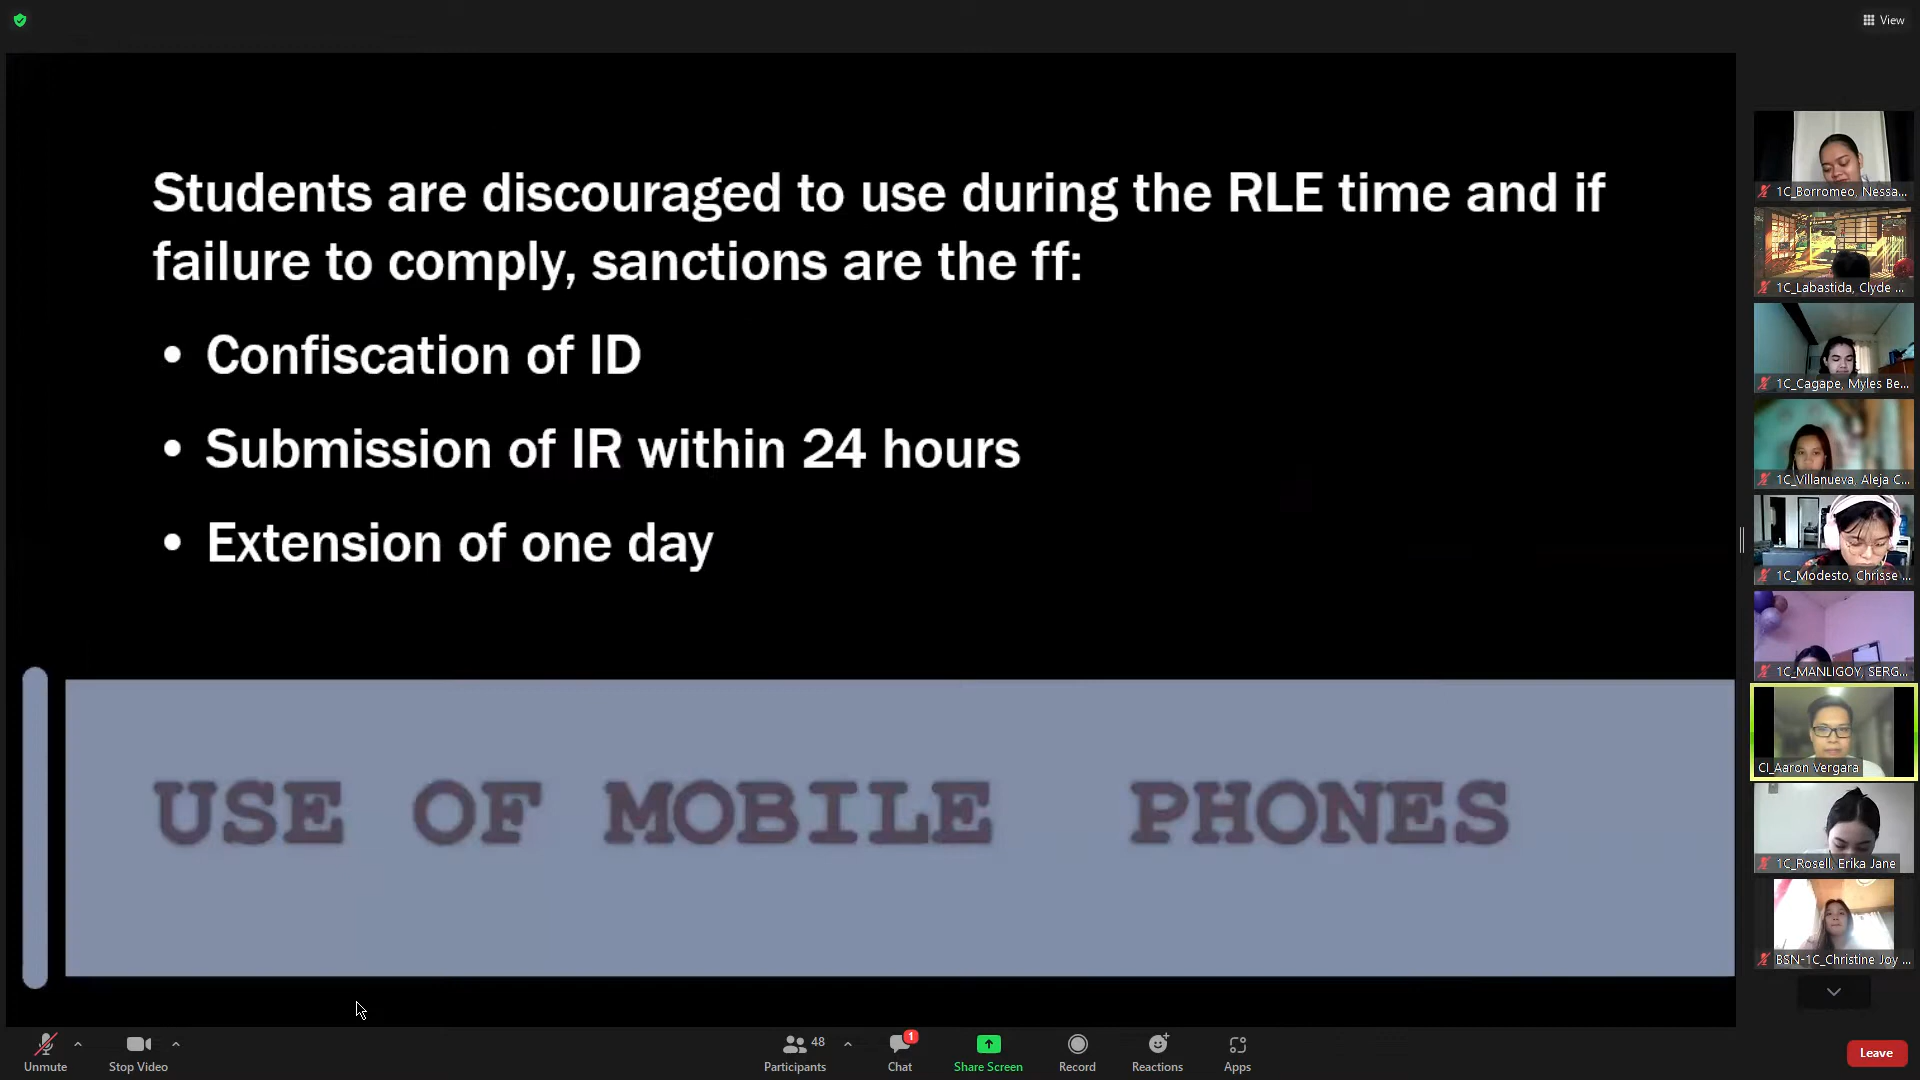 View
Students are discouraged to use during the RLE time and if
failure to comply, sanctions are the ff:
• Confiscation of ID
• Submission of IR within 24 hours
• Extension of one day
USE OF MOBILE PHONES
1C_Borromeo, Nessa...
1C_Labastida, Clyde ...
1C_Cagape, Myles Be...
1C_Villanueva, Aleja C...
1C_Modesto, Chrisse ...
1C_MANLIGOY, SERG...
CI_Aaron Vergara
1C_Rosell, Erika Jane
BSN-1C_Christine Joy ...
Unmute
Stop Video
48
Participants
1
Chat
Share Screen
Record
Reactions
Apps
Leave